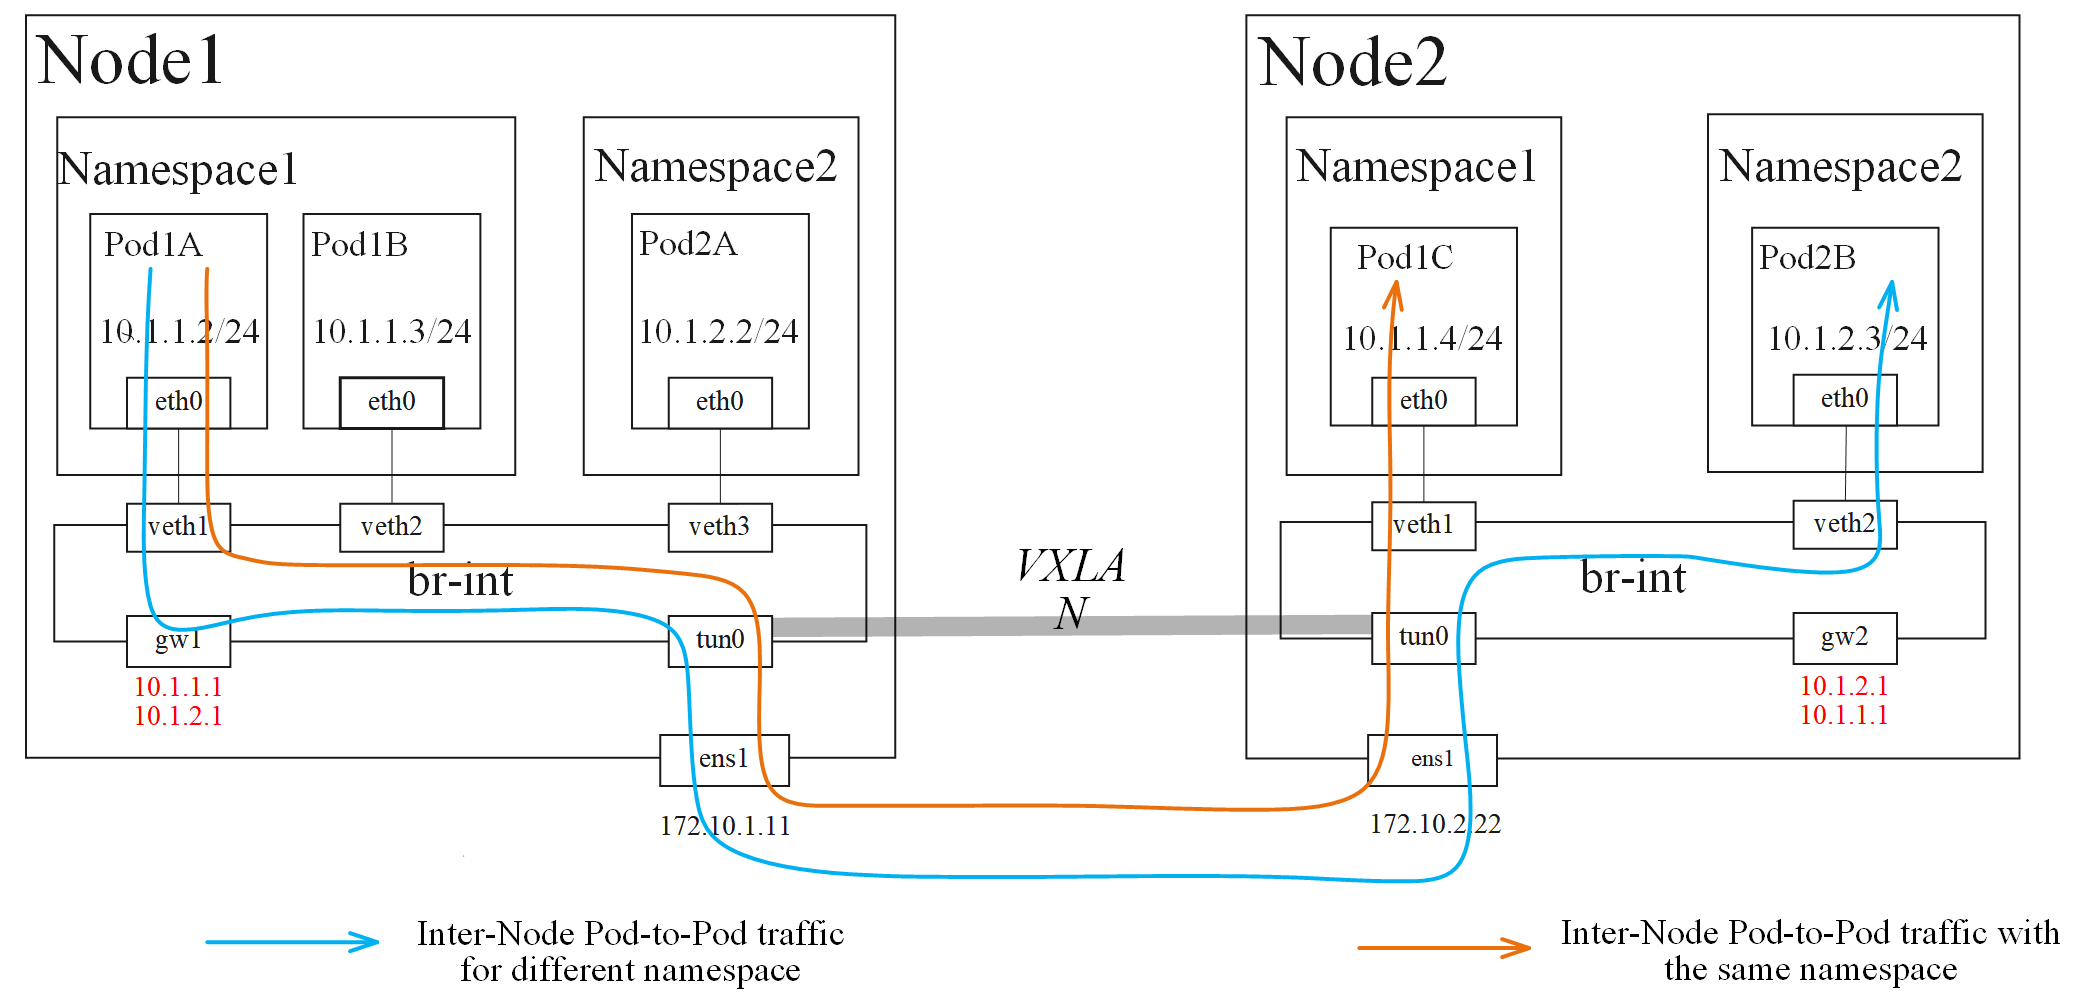 Node1
Namespace1
Pod1A
10.1.1.2/24
eth0
Pod1B
10.1.1.3/24
eth0
Namespace2
Pod2A
10.1.2.2/24
eth0
veth1
veth2
veth3
br-int
gw1
tun0
10.1.1.1
10.1.2.1
ens1
172.10.1.11
VXLA
N
Node2
Namespace1
Pod1C
10.1.1.4/24
eth0
Namespace2
Pod2B
10.1.2.3/24
eth0
veth1
veth2
br-int
tun0
gw2
10.1.2.1
10.1.1.1
ens1
172.10.2.22
Inter-Node Pod-to-Pod traffic
for different namespace
Inter-Node Pod-to-Pod traffic with
the same namespace